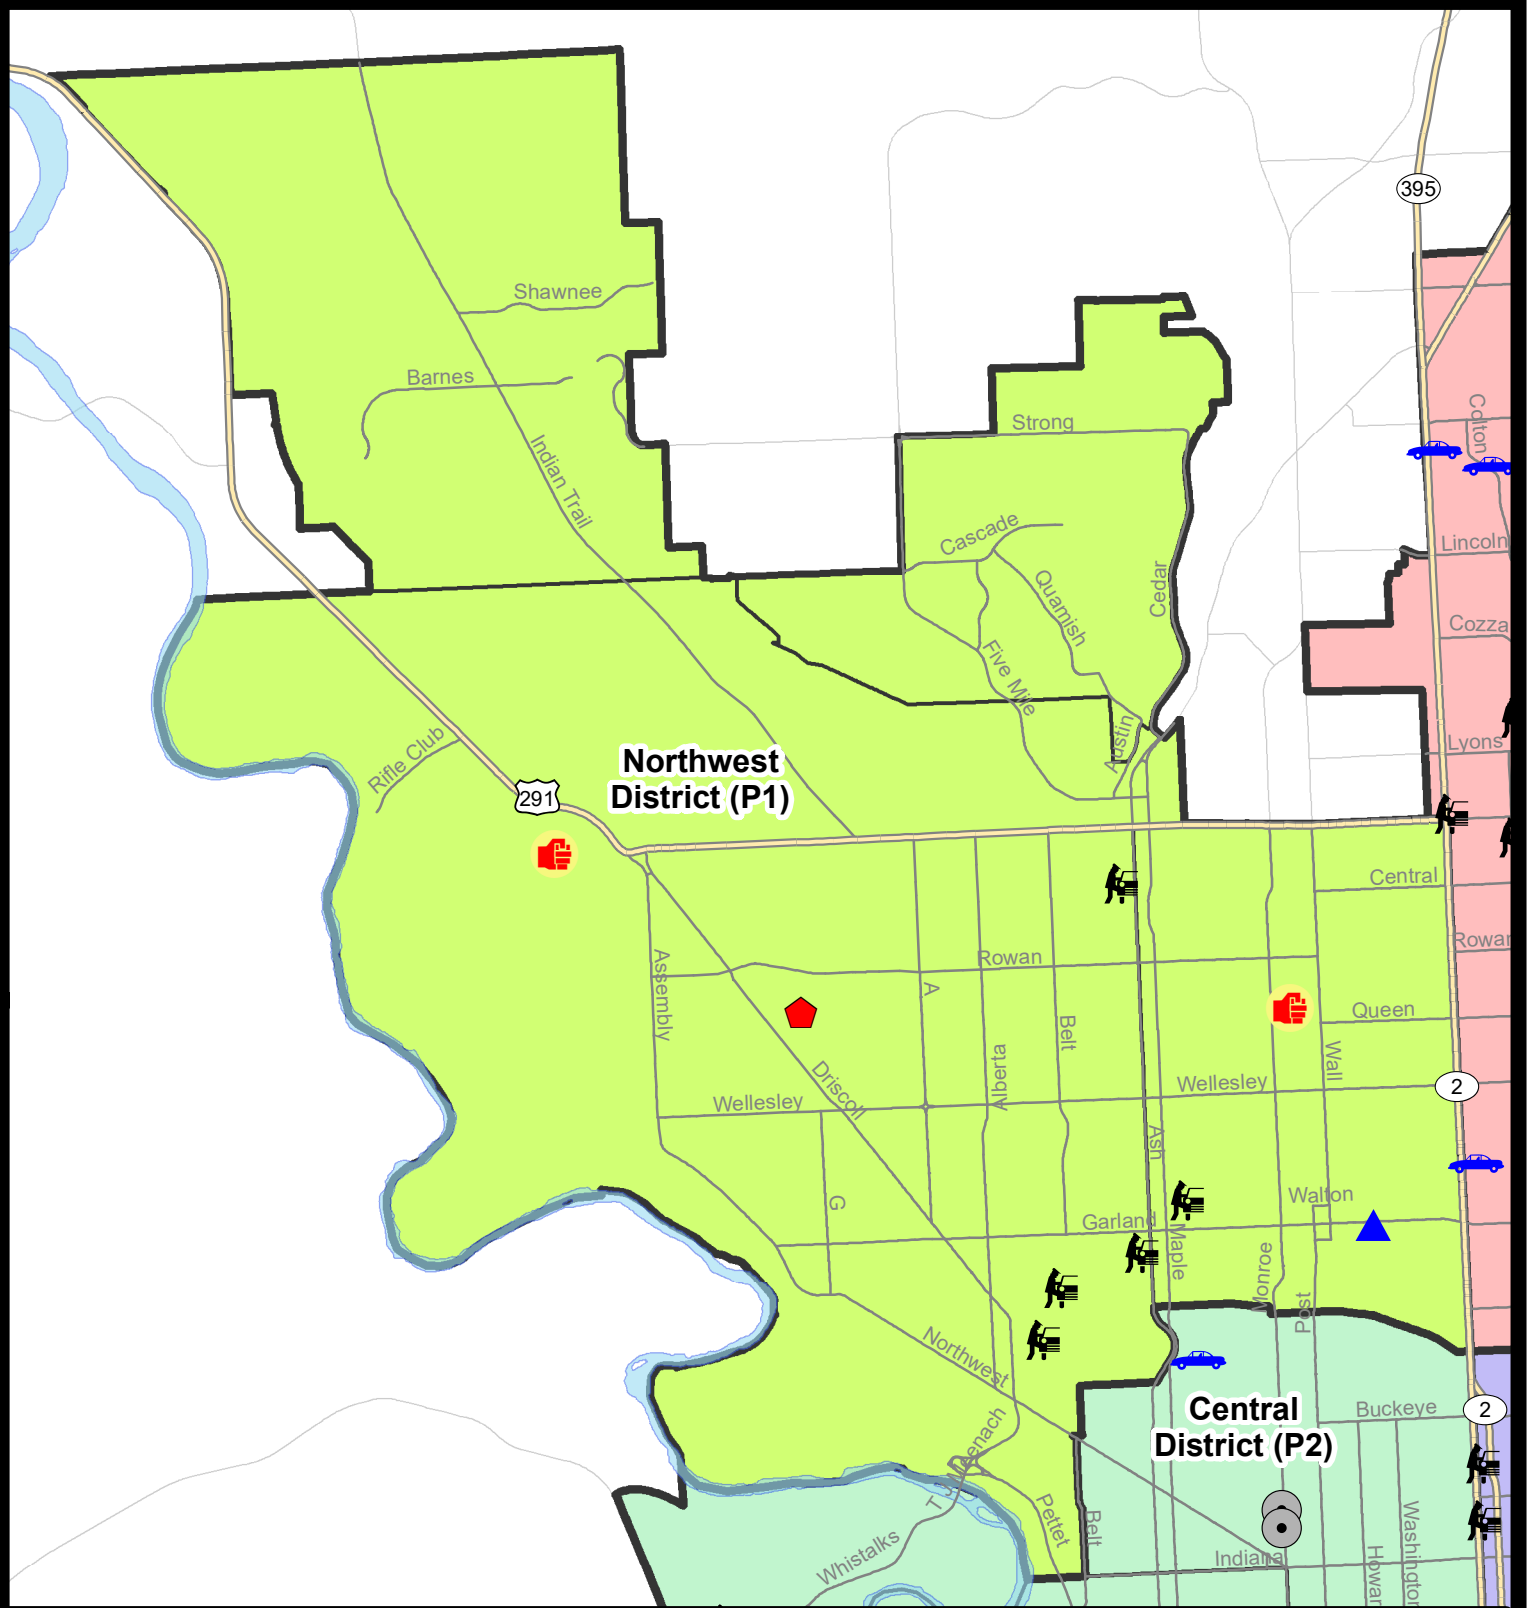 395
Shawnee
Barnes
Colton
Strong
Indian Trail
Cascade
Lincoln
Quamish
Cedar
Cozza
Five Mile
Austin
Lyons
Rifle Club
Northwest
District (P1)
291
Central
Rowan
Rowan
Assembly
A
Queen
Belt
Wall
Alberta
Driscoll
Wellesley
Wellesley
2
Ash
G
Walton
Garland
Maple
Monroe
Post
Northwest
Central
District (P2)
Buckeye
2
Pettet
Belt
Washington
Whistalks
Indiana
Howar